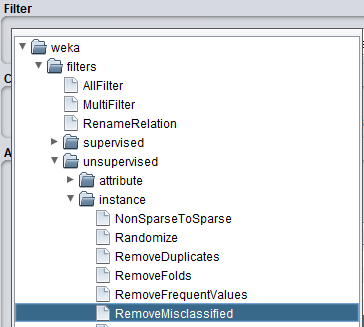 Filter
weka
filters
AllFilter
MultiFilter
RenameRelation
C
supervised
A
unsupervised
attribute
instance
NonSparseToSparse
Randomize
RemoveDuplicates
RemoveFolds
RemoveFrequentValues
RemoveMisclassified